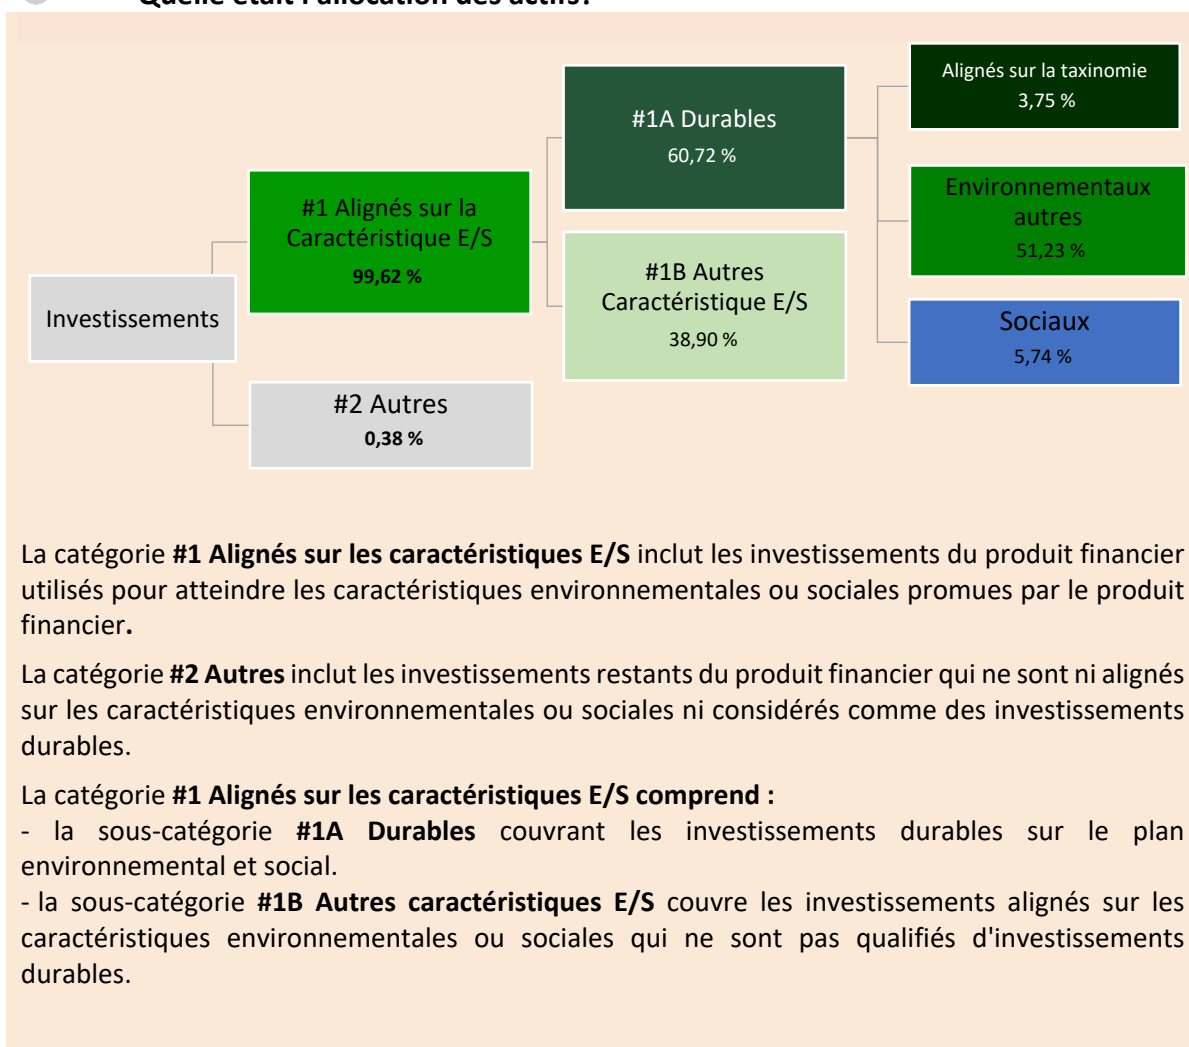 Quelle était l'allocation des actifs?
Alignés sur la taxinomie
3,75 %
#1A Durables
60,72 %
Environnementaux
autres
51,23 %
#1 Alignés sur la
Caractéristique E/S
99,62 %
#1B Autres
Caractéristique E/S
38,90 %
Sociaux
5,74 %
Investissements
#2 Autres
0,38 %
La catégorie #1 Alignés sur les caractéristiques E/S inclut les investissements du produit financier
utilisés pour atteindre les caractéristiques environnementales ou sociales promues par le produit
financier.
La catégorie #2 Autres inclut les investissements restants du produit financier qui ne sont ni alignés
sur les caractéristiques environnementales ou sociales ni considérés comme des investissements
durables.
La catégorie #1 Alignés sur les caractéristiques E/S comprend :
- la sous-catégorie #1A Durables couvrant les investissements durables sur le plan
environnemental et social.
- la sous-catégorie #1B Autres caractéristiques E/S couvre les investissements alignés sur les
caractéristiques environnementales ou sociales qui ne sont pas qualifiés d'investissements
durables.